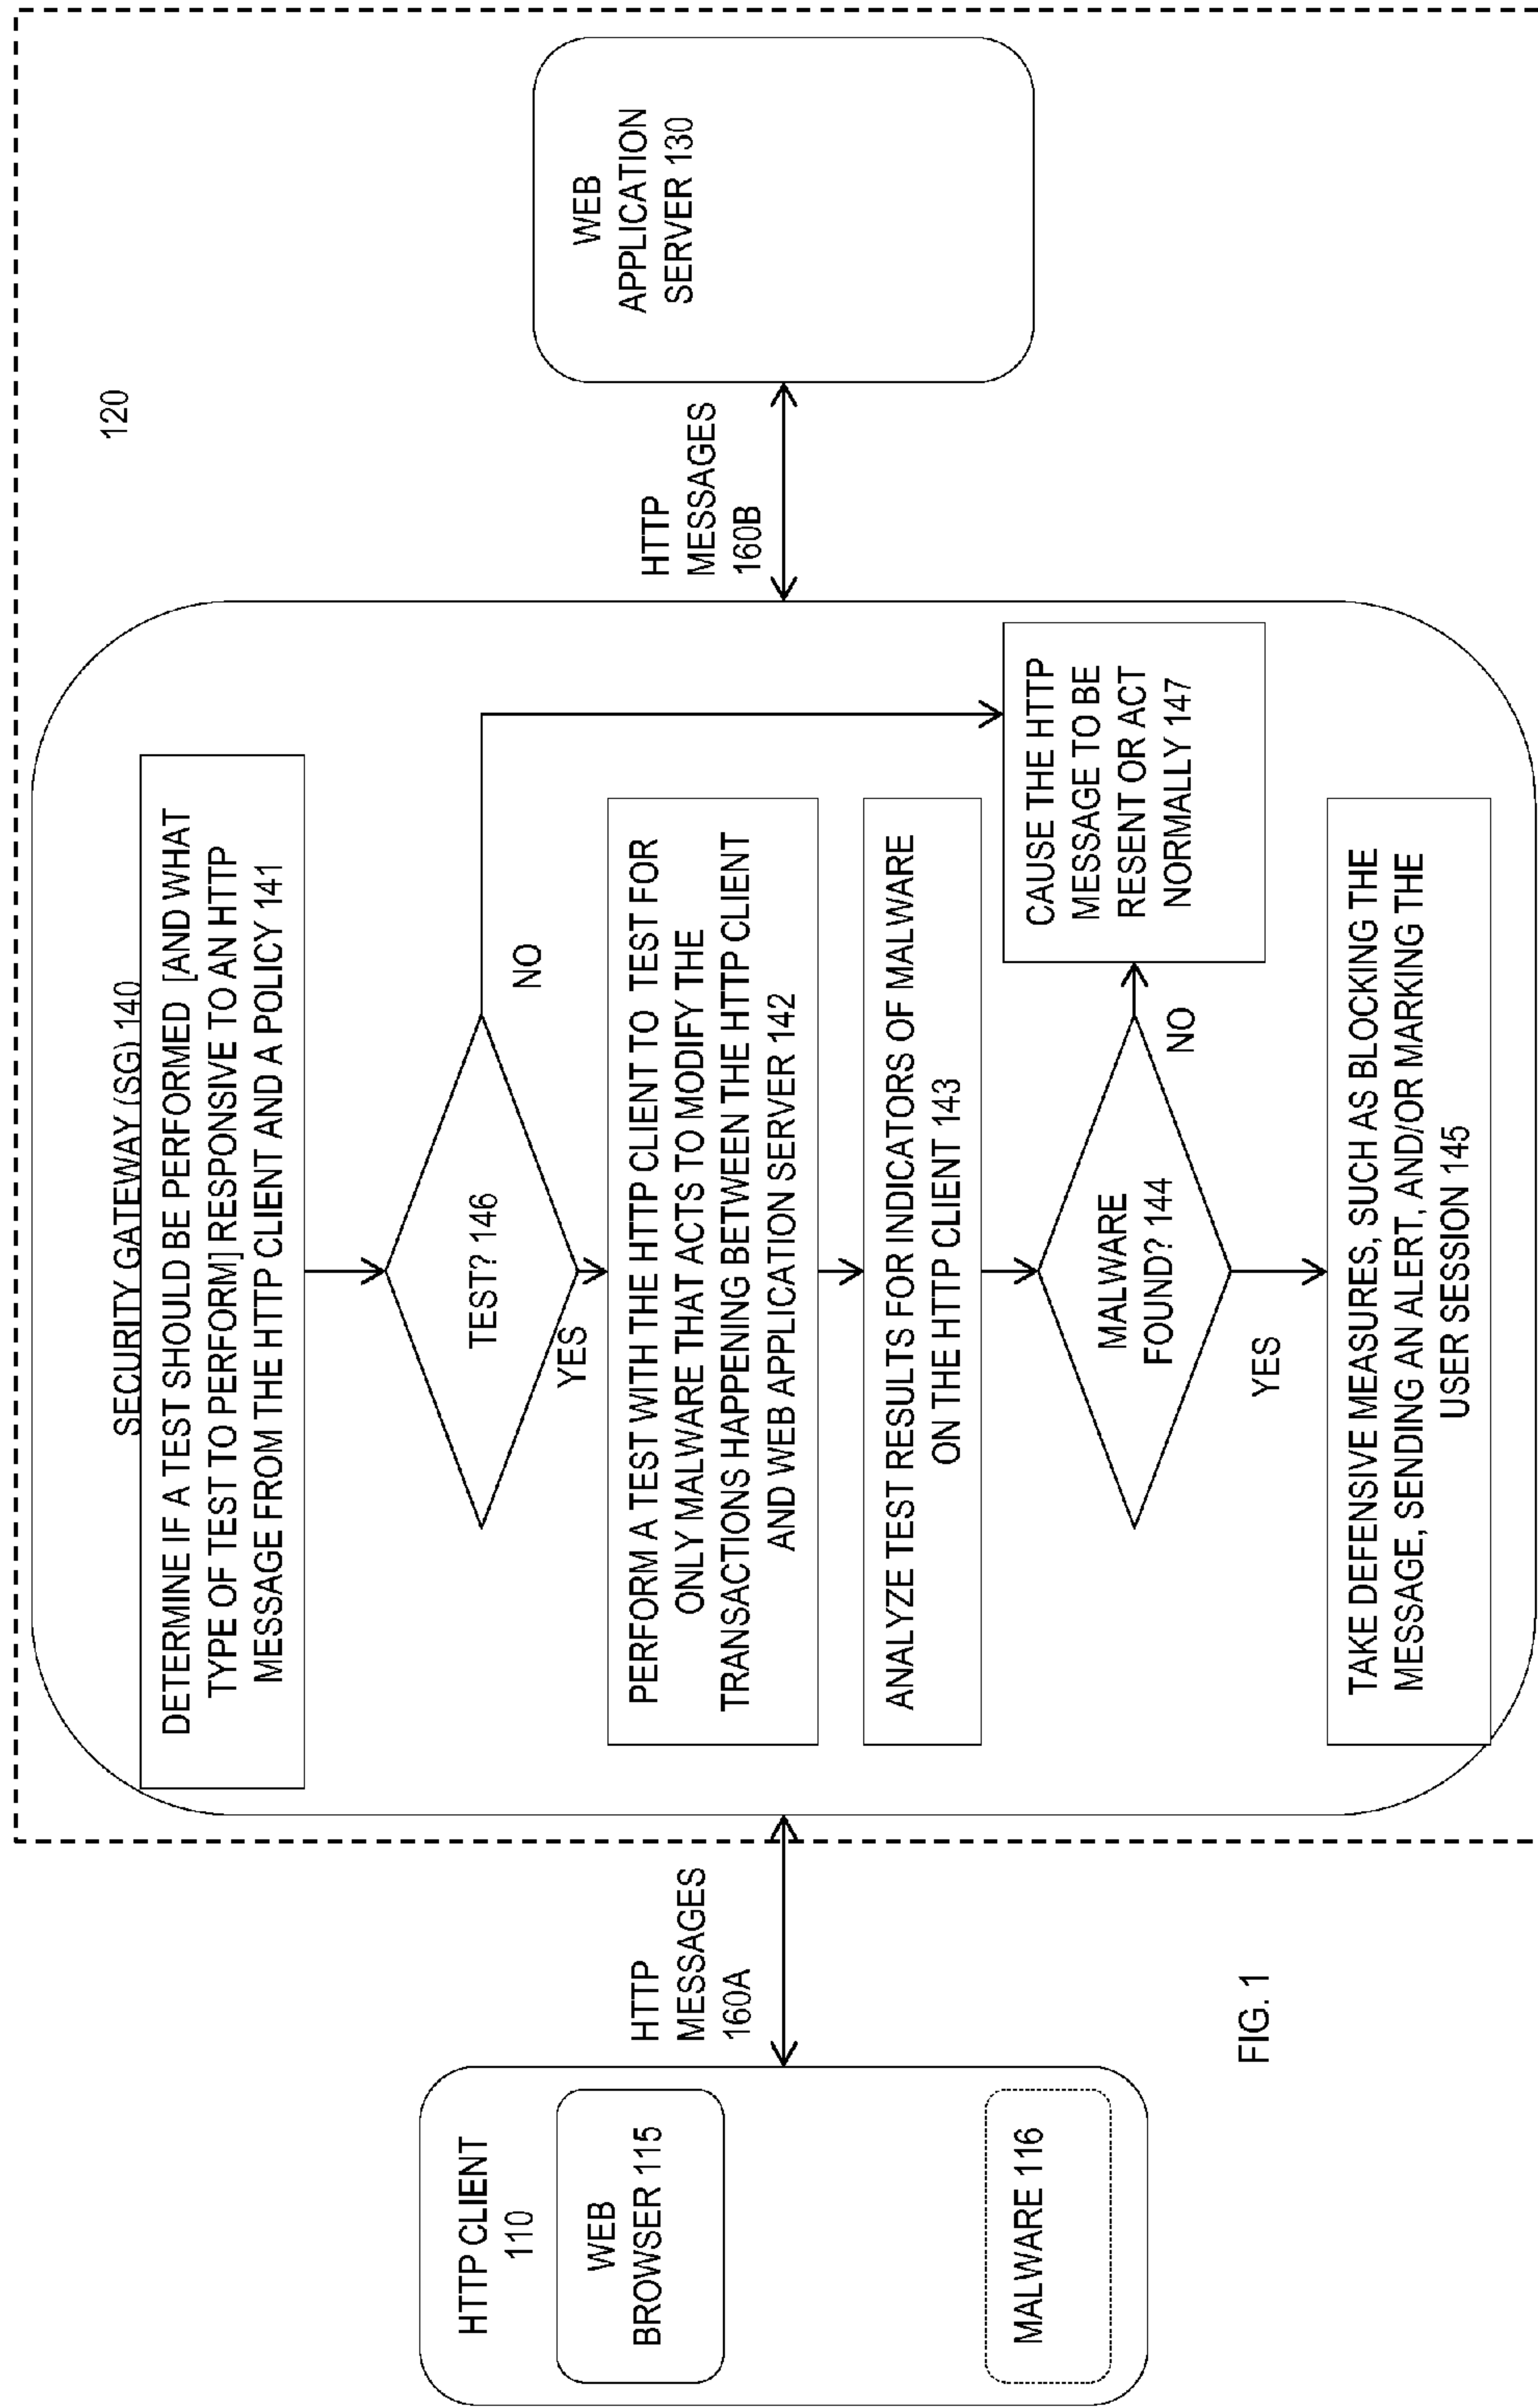 HTTP CLIENT
110
WEB
BROWSER 115
MALWARE 116
HTTP
MESSAGES
160A
120
SECURITY GATEWAY (SG) 140
DETERMINE IF A TEST SHOULD BE PERFORMED [AND WHAT
TYPE OF TEST TO PERFORM] RESPONSIVE TO AN HTTP
MESSAGE FROM THE HTTP CLIENT AND A POLICY 141
TEST? 146
NO
YES
PERFORM A TEST WITH THE HTTP CLIENT TO TEST FOR
ONLY MALWARE THAT ACTS TO MODIFY THE
TRANSACTIONS HAPPENING BETWEEN THE HTTP CLIENT
AND WEB APPLICATION SERVER 142
ANALYZE TEST RESULTS FOR INDICATORS OF MALWARE
ON THE HTTP CLIENT 143
MALWARE
FOUND? 144
NO
YES
CAUSE THE HTTP
MESSAGE TO BE
RESENT OR ACT
NORMALLY 147
TAKE DEFENSIVE MEASURES, SUCH AS BLOCKING THE
MESSAGE, SENDING AN ALERT, AND/OR MARKING THE
USER SESSION 145
HTTP
MESSAGES
160B
WEB
APPLICATION
SERVER 130
FIG. 1